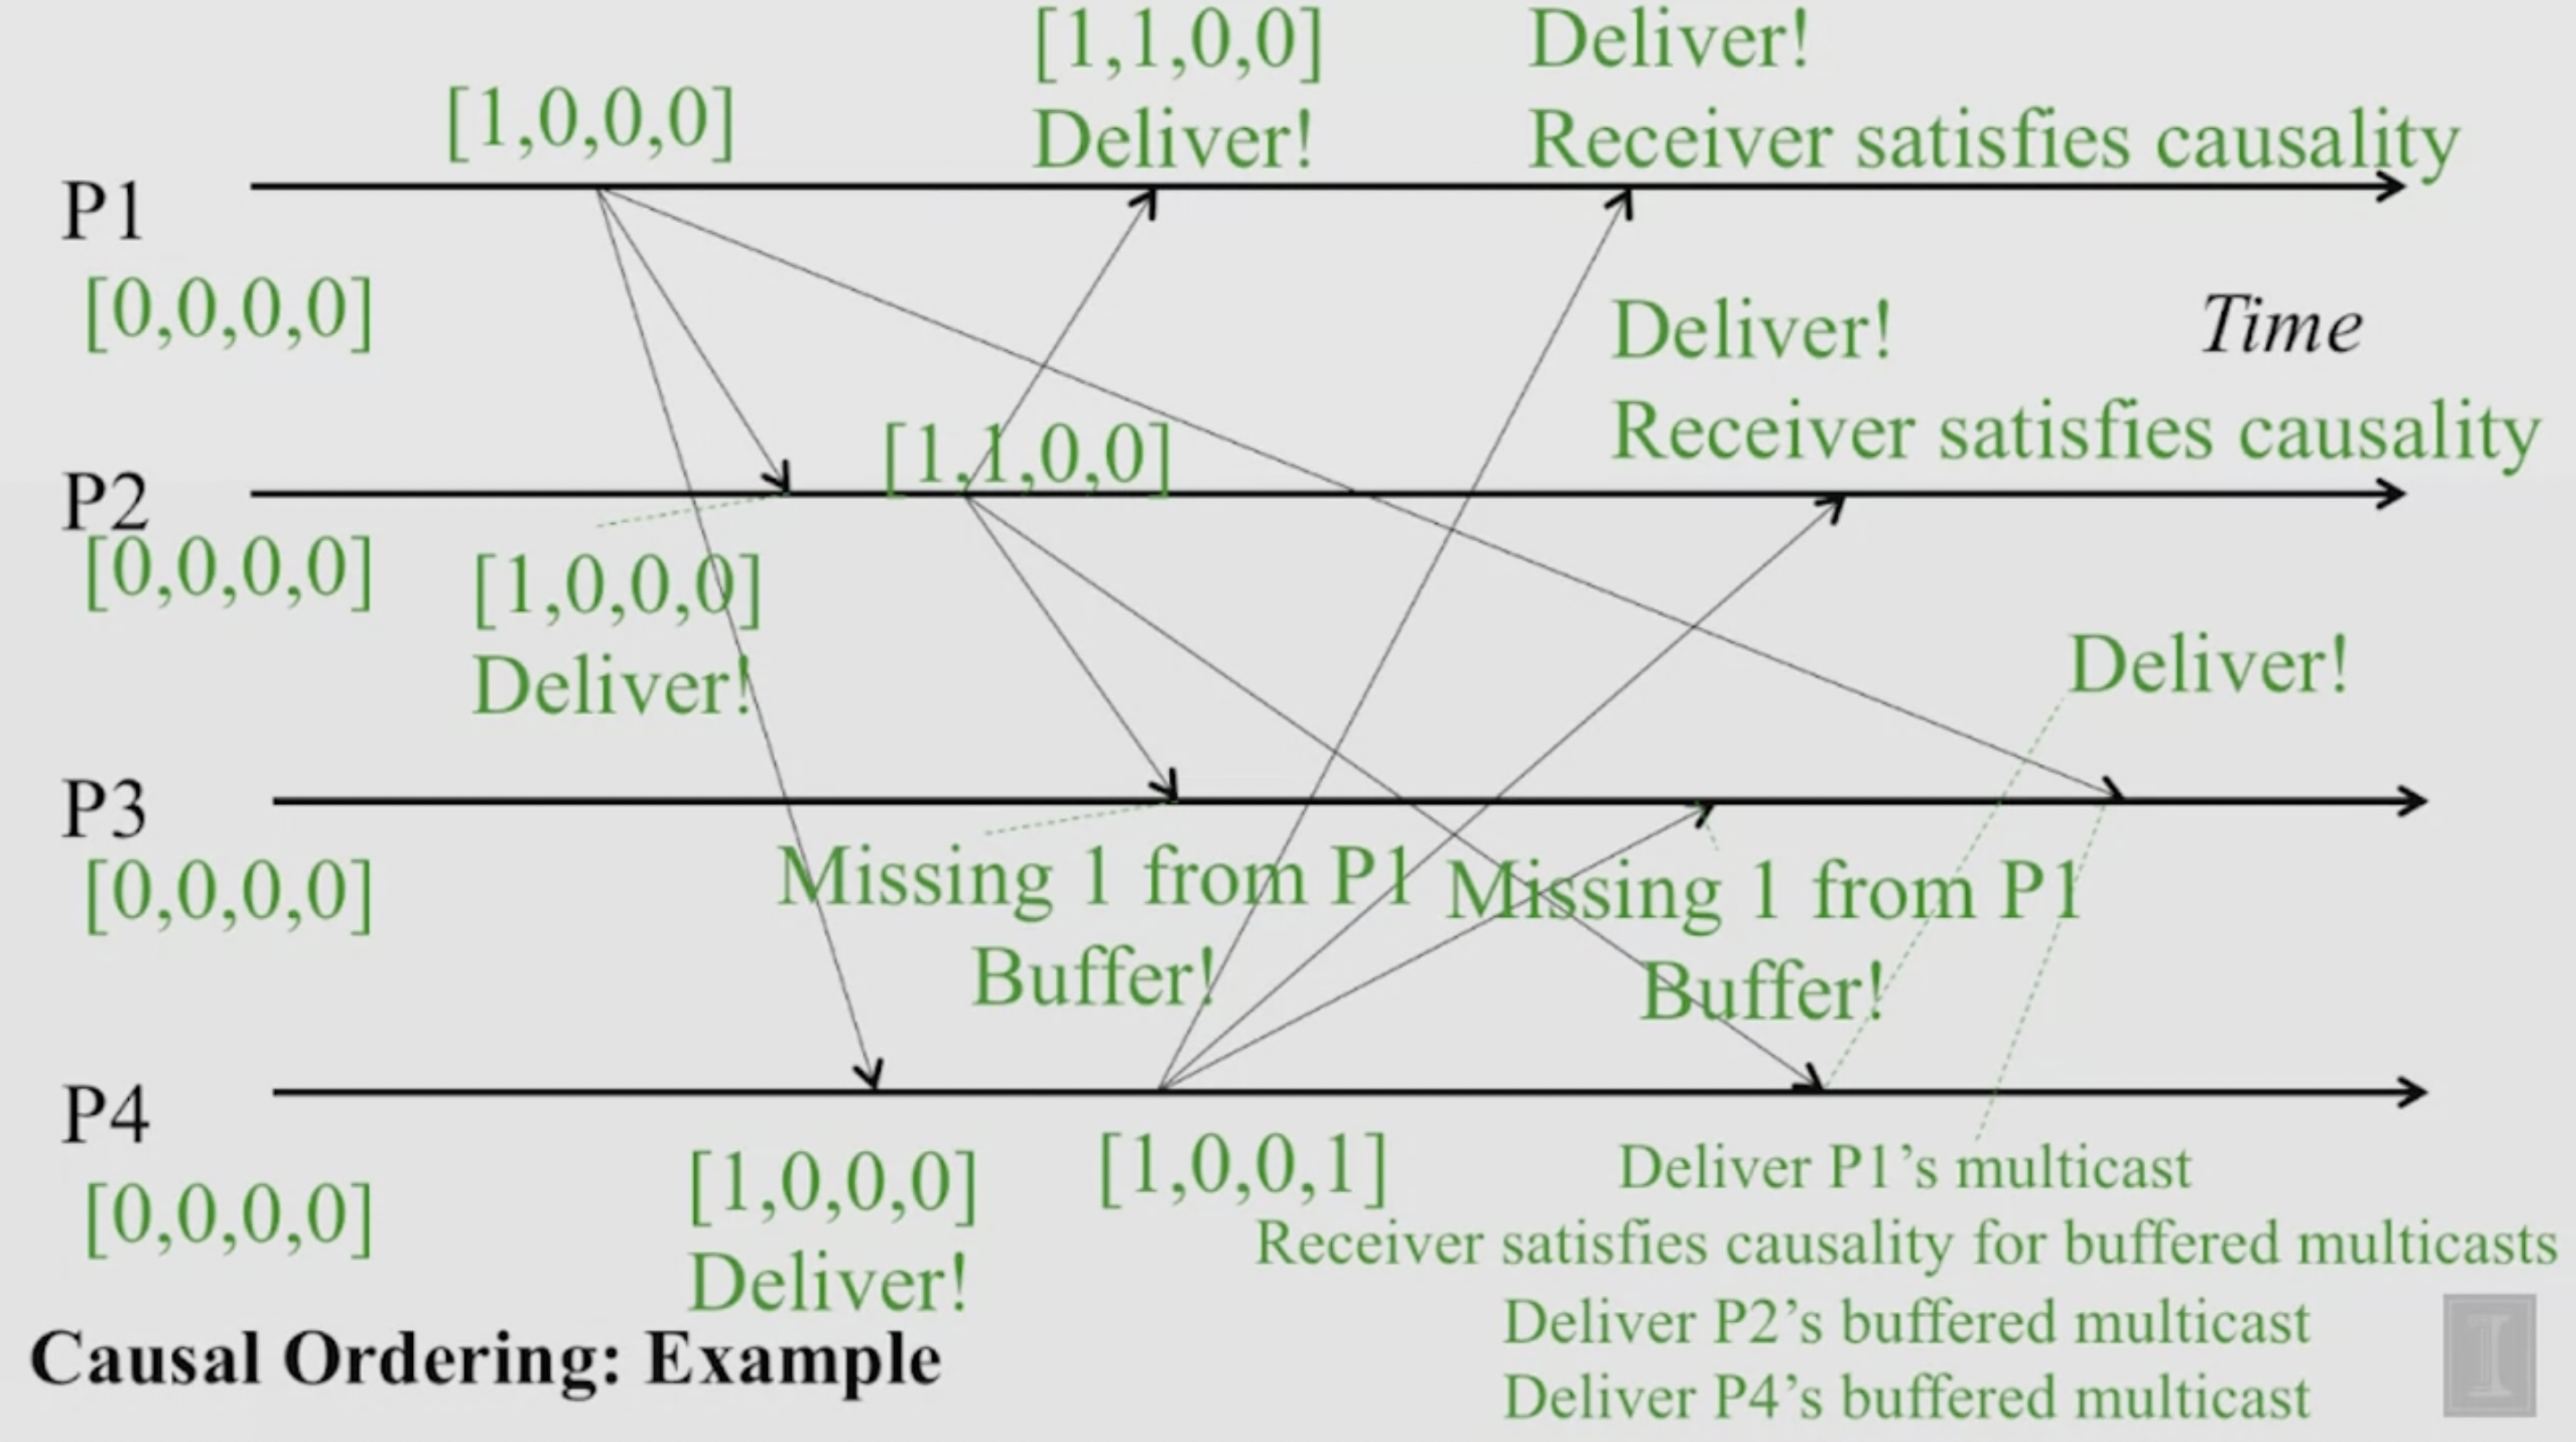 [1,1,0,0]
Deliver!
Deliver!
Receiver satisfies causality
[1,0,0,0]
P1
[0,0,0,0]
Time
Deliver!
Receiver satisfies causality
[1,1,0,0]
P2
[0,0,0,0]
[1,0,0,0]
Deliver!
Deliver!
P3
[0,0,0,0]
Missing 1 from P1
Buffer!
Missing 1 from P1
Buffer!
P4
[0,0,0,0]
[1,0,0,0]
Deliver!
[1,0,0,1]
Deliver P1’s multicast
Receiver satisfies causality for buffered multicasts
Deliver P2’s buffered multicast
Deliver P4’s buffered multicast
Causal Ordering: Example
I